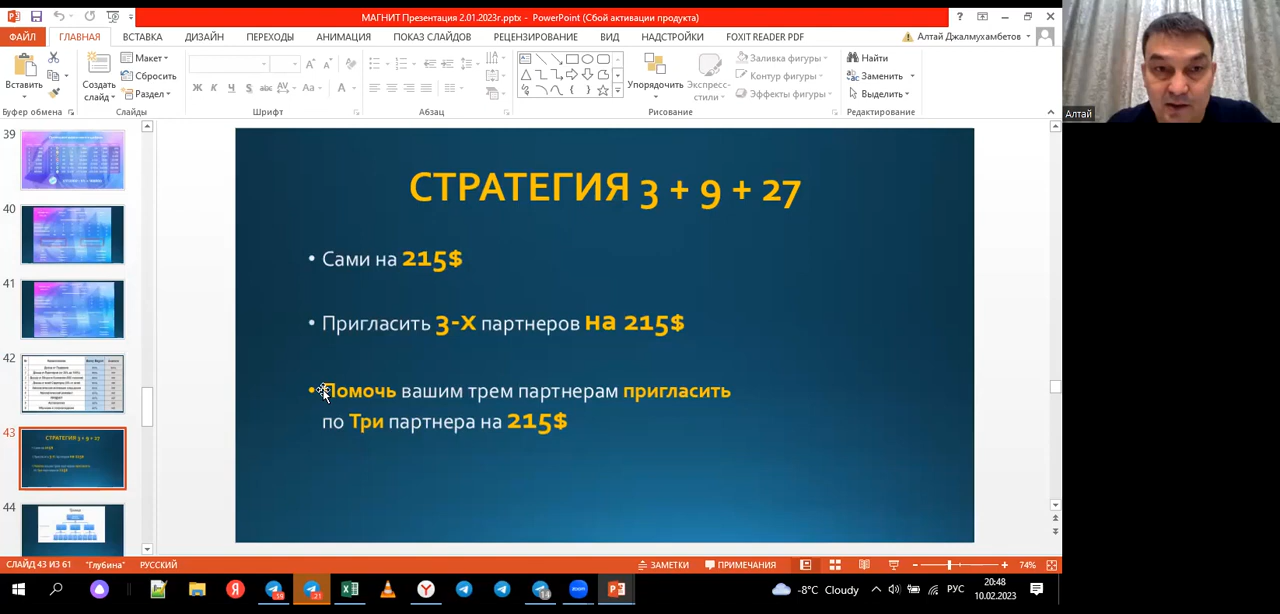 МАГНИТ Презентация 2.01.2023г.pptx - PowerPoint (Сбой активации продукта)
ФАЙЛ ГЛАВНАЯ ВСТАВКА ДИЗАЙН ПЕРЕХОДЫ АНИМАЦИЯ ПОКАЗ СЛАЙДОВ РЕЦЕНЗИРОВАНИЕ ВИД НАДСТРОЙКИ FOXIT READER PDF Алтай Джалмухамбетов
Вставить
Создать слайд
Макет
Сбросить
Раздел
Упорядочить
Экспресс-стили
Заливка фигуры
Контур фигуры
Эффекты фигуры
Найти
Заменить
Выделить
Буфер обмена Слайды Шрифт Абзац Рисование Редактирование
Алтай
39
40
41
42
43
44
СТРАТЕГИЯ 3 + 9 + 27
• Сами на 215$
• Пригласить 3-х партнеров на 215$
• Помочь вашим трем партнерам пригласить
по Три партнера на 215$
СЛАЙД 43 ИЗ 61 "Глубина" РУССКИЙ ЗАМЕТКИ ПРИМЕЧАНИЯ 74%
-8°C Cloudy РУС 20:48
10.02.2023